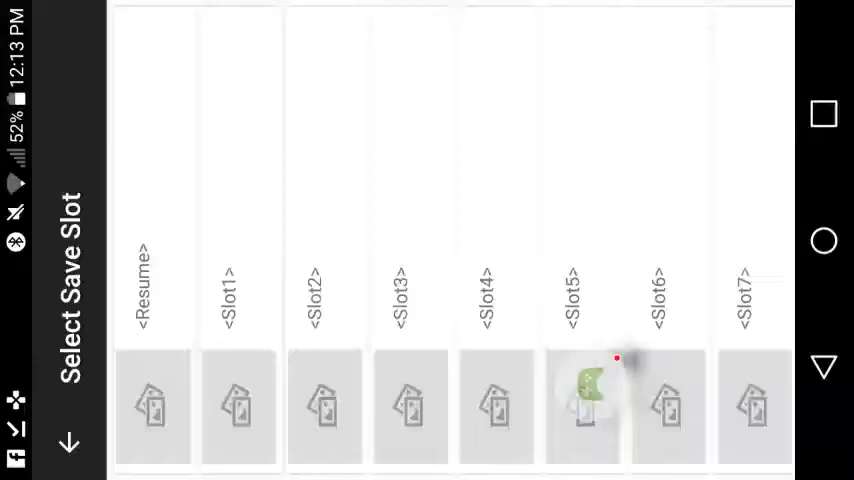 52% 12:13 PM
Select Save Slot
<Resume>
<Slot1>
<Slot2>
<Slot3>
<Slot4>
<Slot5>
<Slot6>
<Slot7>